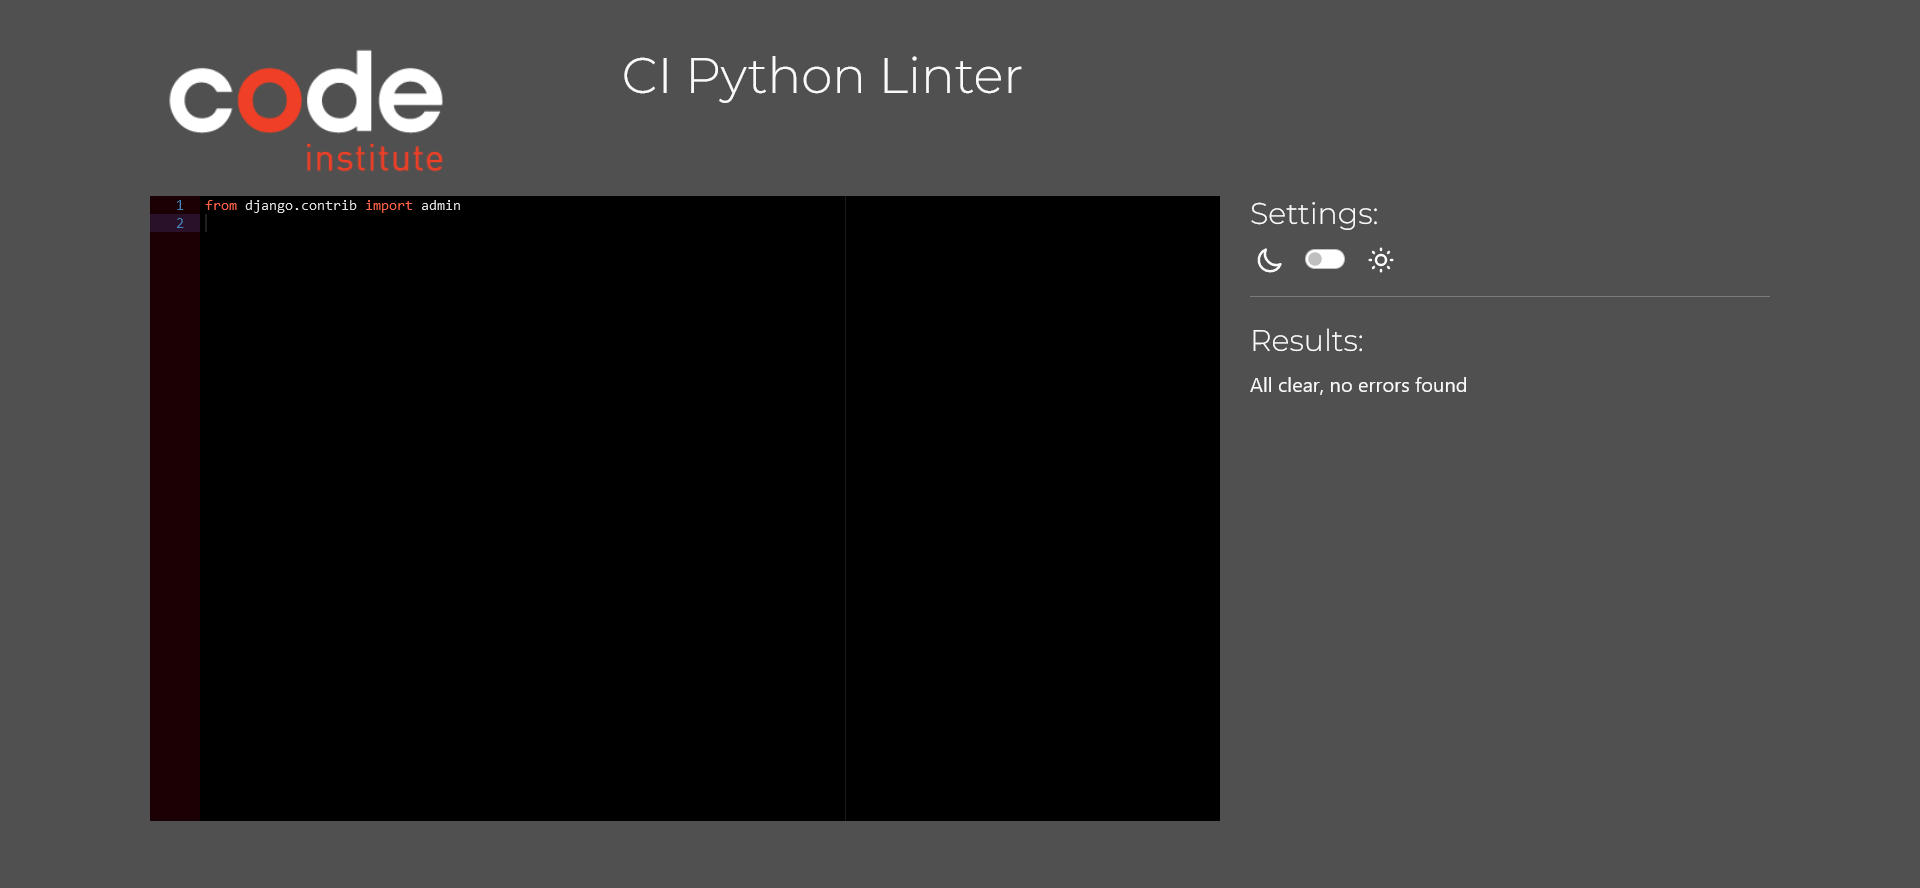 code
institute
CI Python Linter
1 from django.contrib import admin
2
Settings:
Results:
All clear, no errors found